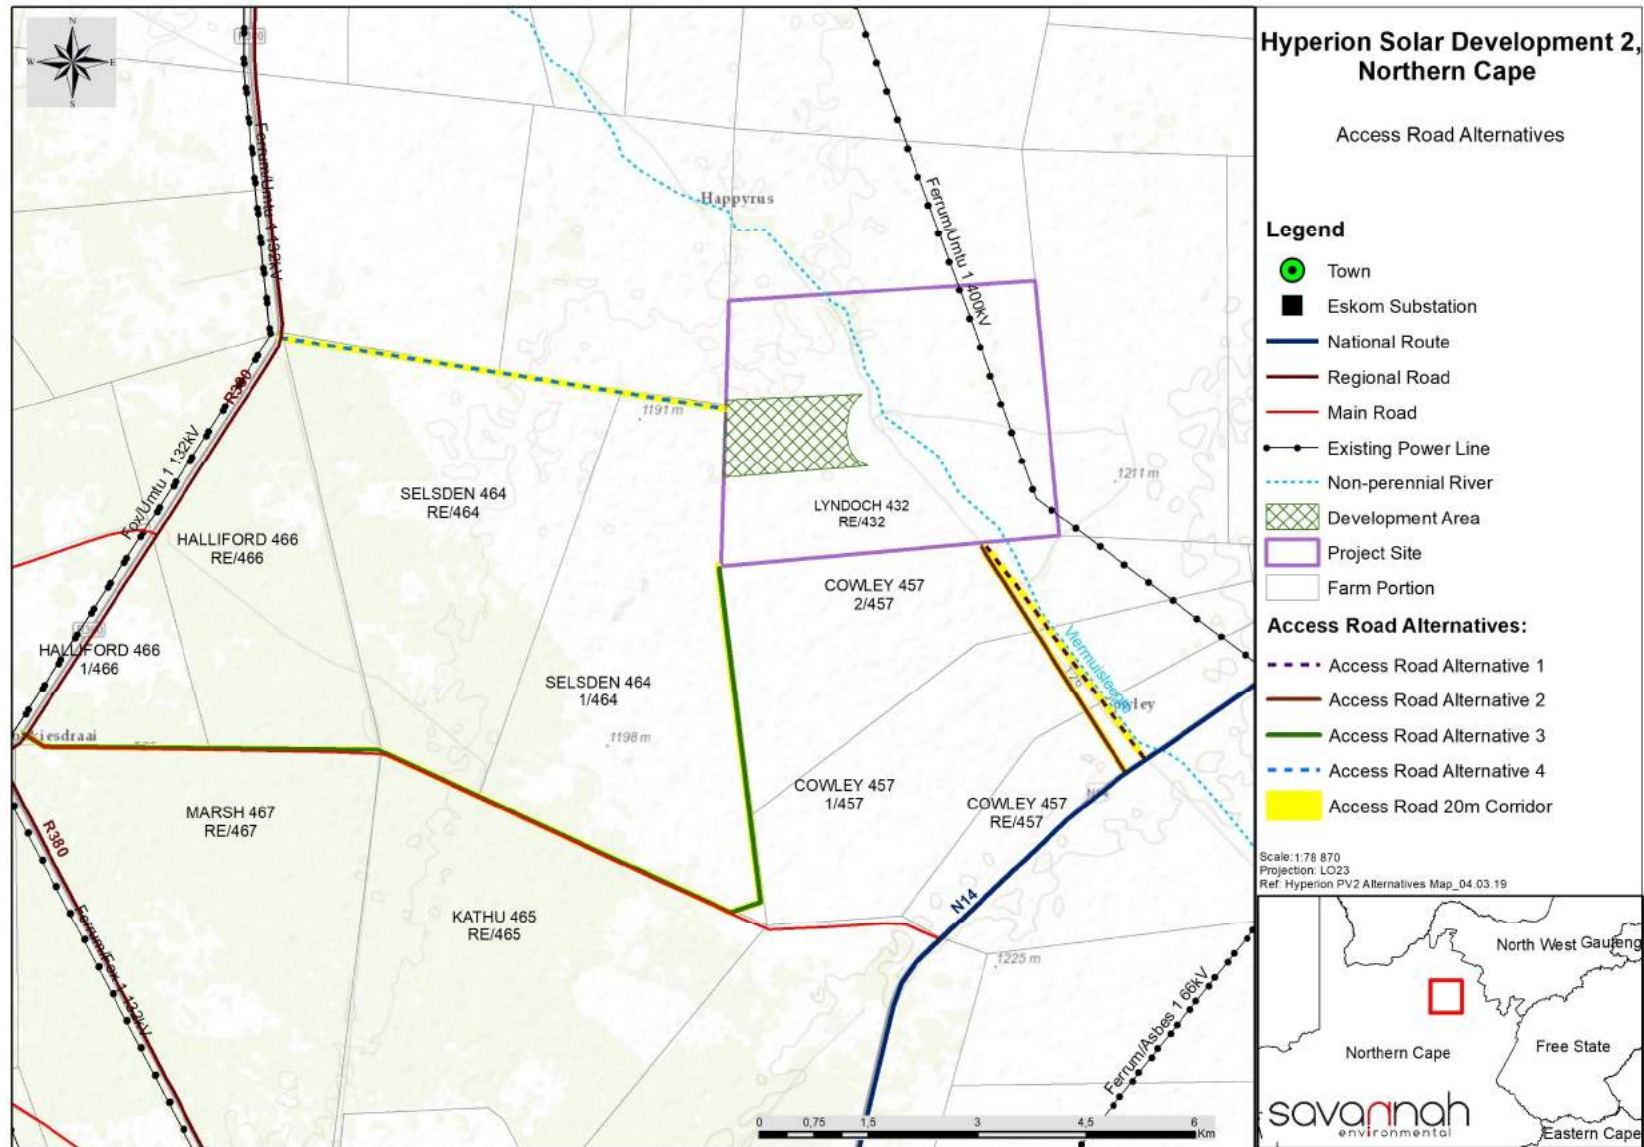 N
W
E
S
Hyperion Solar Development 2,
Northern Cape
Access Road Alternatives
Legend
Town
Eskom Substation
National Route
Regional Road
Main Road
Existing Power Line
Non-perennial River
Development Area
Project Site
Farm Portion
Access Road Alternatives:
Access Road Alternative 1
Access Road Alternative 2
Access Road Alternative 3
Access Road Alternative 4
Access Road 20m Corridor
Scale:1:78 870
Projection: LO23
Ref: Hyperion PV2 Alternatives Map_04.03.19
North West
Gauteng
Northern Cape
Free State
Eastern Cape
savannah
environmental
Ferrum/Umtu 1 132kV
Happyrus
Ferrum/Umtu 1 400kV
R380
1191 m
Fox/Umtu 1 132kV
SELSDEN 464
RE/464
LYNDOCH 432
RE/432
1211 m
HALLIFORD 466
RE/466
COWLEY 457
2/457
HALLIFORD 466
1/466
SELSDEN 464
1/464
1198 m
COWLEY 457
1/457
COWLEY 457
RE/457
MARSH 467
RE/467
R380
N14
KATHU 465
RE/465
1225 m
Ferrum/Fox 1 132kV
Ferrum/Asbes 1 66kV
0 0,75 1,5 3 4,5 6
Km